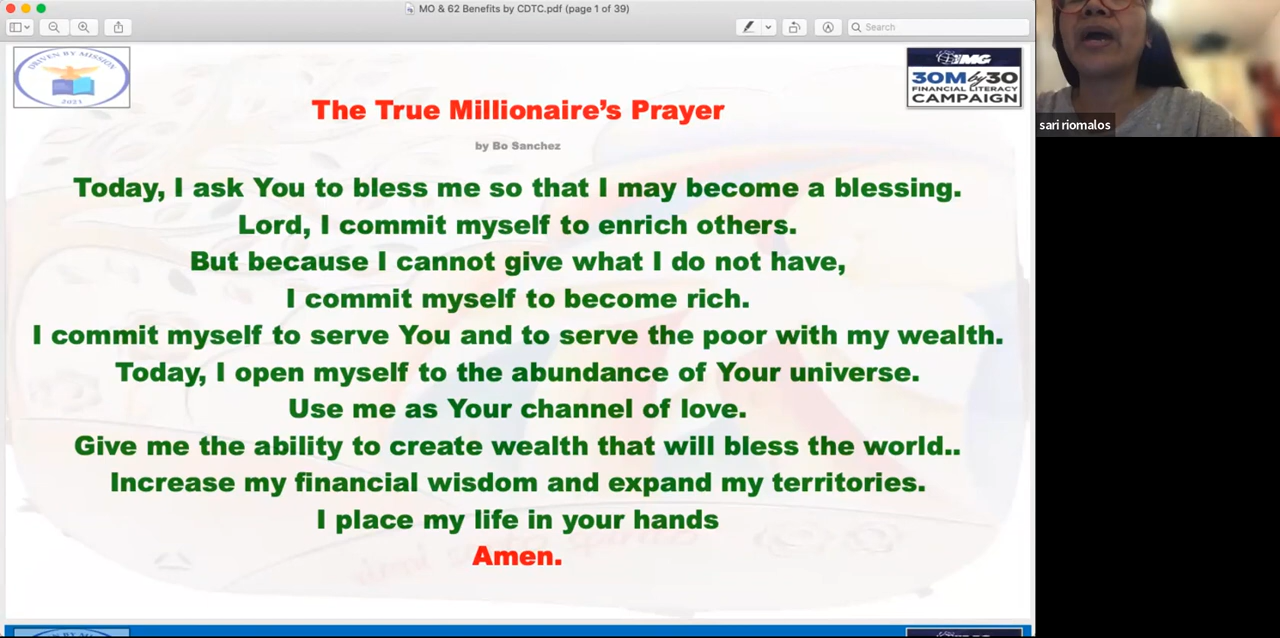 MO & 62 Benefits by CDTC.pdf (page 1 of 39)
Search
DRIVEN BY MISSION
2021
IMG
30M by 30
FINANCIAL LITERACY
CAMPAIGN
The True Millionaire's Prayer
by Bo Sanchez
Today, I ask You to bless me so that I may become a blessing.
Lord, I commit myself to enrich others.
But because I cannot give what I do not have,
I commit myself to become rich.
I commit myself to serve You and to serve the poor with my wealth.
Today, I open myself to the abundance of Your universe.
Use me as Your channel of love.
Give me the ability to create wealth that will bless the world..
Increase my financial wisdom and expand my territories.
I place my life in your hands
Amen.
sari riomalos